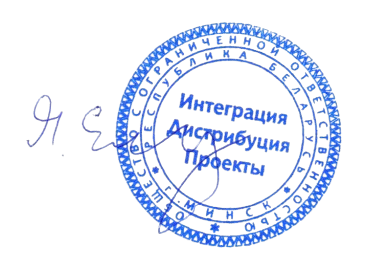 ОБЩЕСТВО С ОГРАНИЧЕННОЙ ОТВЕТСТВЕННОСТЬЮ
РЕСПУБЛИКА БЕЛАРУСЬ
Интеграция
Дистрибуция
Проекты
г. МИНСК